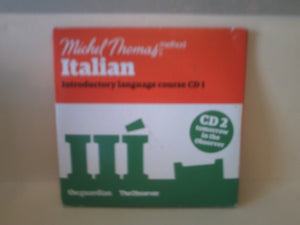 Michel Thomas method
Italian
Introductory language course CD 1
CD 2
tomorrow
in the
Observer
theguardian TheObserver